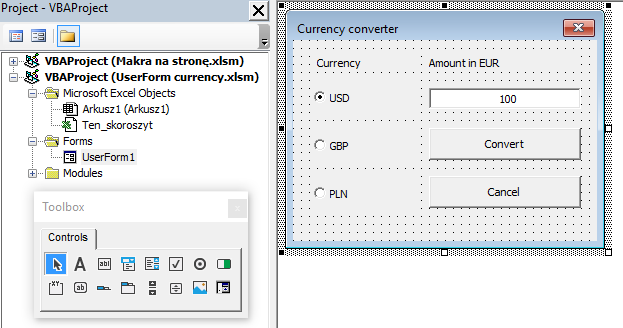 Project - VBAProject
VBAProject (Makra na stronę.xlsm)
VBAProject (UserForm currency.xlsm)
Microsoft Excel Objects
Arkusz1 (Arkusz1)
Ten_skoroszyt
Forms
UserForm1
Modules
Toolbox
Controls
A
abl
XY
ab
Currency converter
Currency
Amount in EUR
USD
100
GBP
Convert
PLN
Cancel